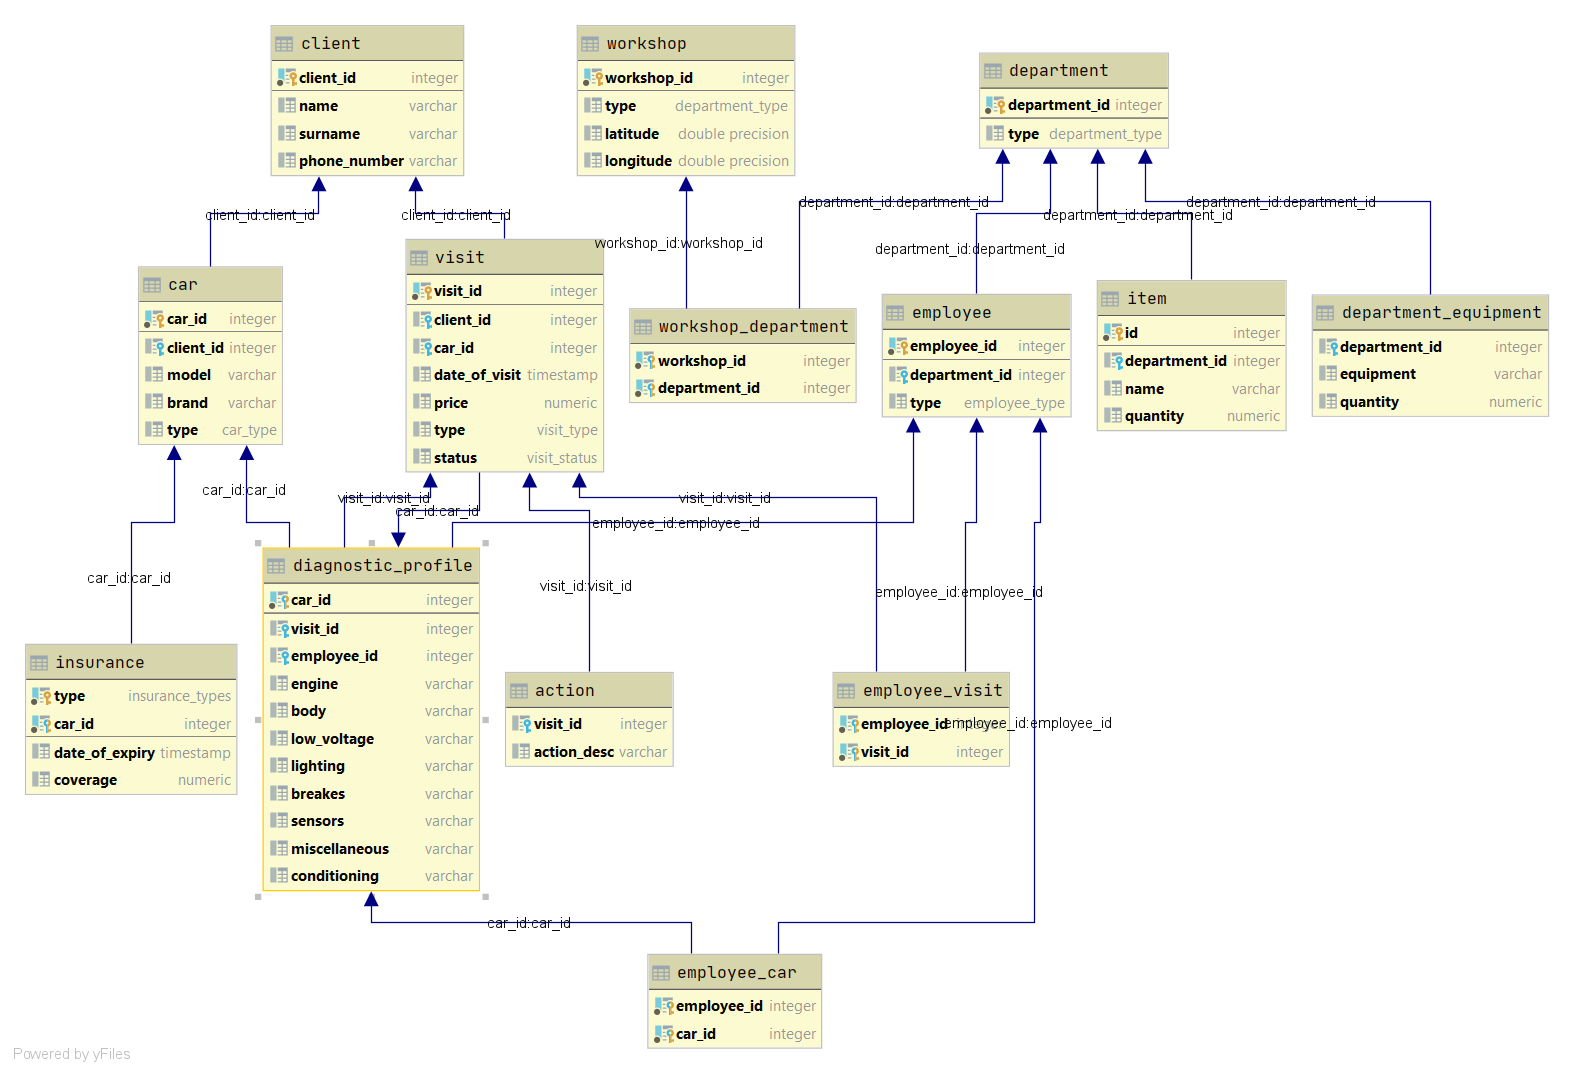 client
client_id integer
name varchar
surname varchar
phone_number varchar
workshop
workshop_id integer
type department_type
latitude double precision
longitude double precision
department
department_id integer
type department_type
client_id:client_id
client_id:client_id
workshop_id:workshop_id
department_id:department_id
department_id:department_id
department_id:department_id
department_id:department_id
car
car_id integer
client_id integer
model varchar
brand varchar
type car_type
visit
visit_id integer
client_id integer
car_id integer
date_of_visit timestamp
price numeric
type visit_type
status visit_status
workshop_department
workshop_id integer
department_id integer
employee
employee_id integer
department_id integer
type employee_type
item
id integer
department_id integer
name varchar
quantity numeric
department_equipment
department_id integer
equipment varchar
quantity numeric
car_id:car_id
visit_id:visit_id
car_id:car_id
visit_id:visit_id
employee_id:employee_id
car_id:car_id
visit_id:visit_id
employee_id:employee_id
insurance
type insurance_types
car_id integer
date_of_expiry timestamp
coverage numeric
diagnostic_profile
car_id integer
visit_id integer
employee_id integer
engine varchar
body varchar
low_voltage varchar
lighting varchar
breakes varchar
sensors varchar
miscellaneous varchar
conditioning varchar
action
visit_id integer
action_desc varchar
employee_visit
employee_id integer
visit_id integer
employee_id:employee_id
car_id:car_id
employee_car
employee_id integer
car_id integer
Powered by yFiles